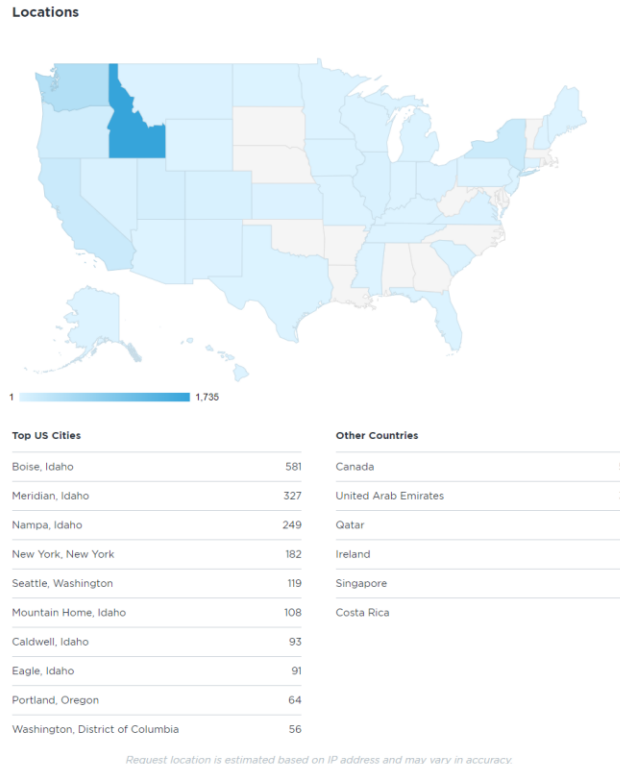 Locations
1 1,735
Top US Cities
Boise, Idaho 581
Meridian, Idaho 327
Nampa, Idaho 249
New York, New York 182
Seattle, Washington 119
Mountain Home, Idaho 108
Caldwell, Idaho 93
Eagle, Idaho 91
Portland, Oregon 64
Washington, District of Columbia 56
Other Countries
Canada
United Arab Emirates
Qatar
Ireland
Singapore
Costa Rica
Request location is estimated based on IP address and may vary in accuracy.